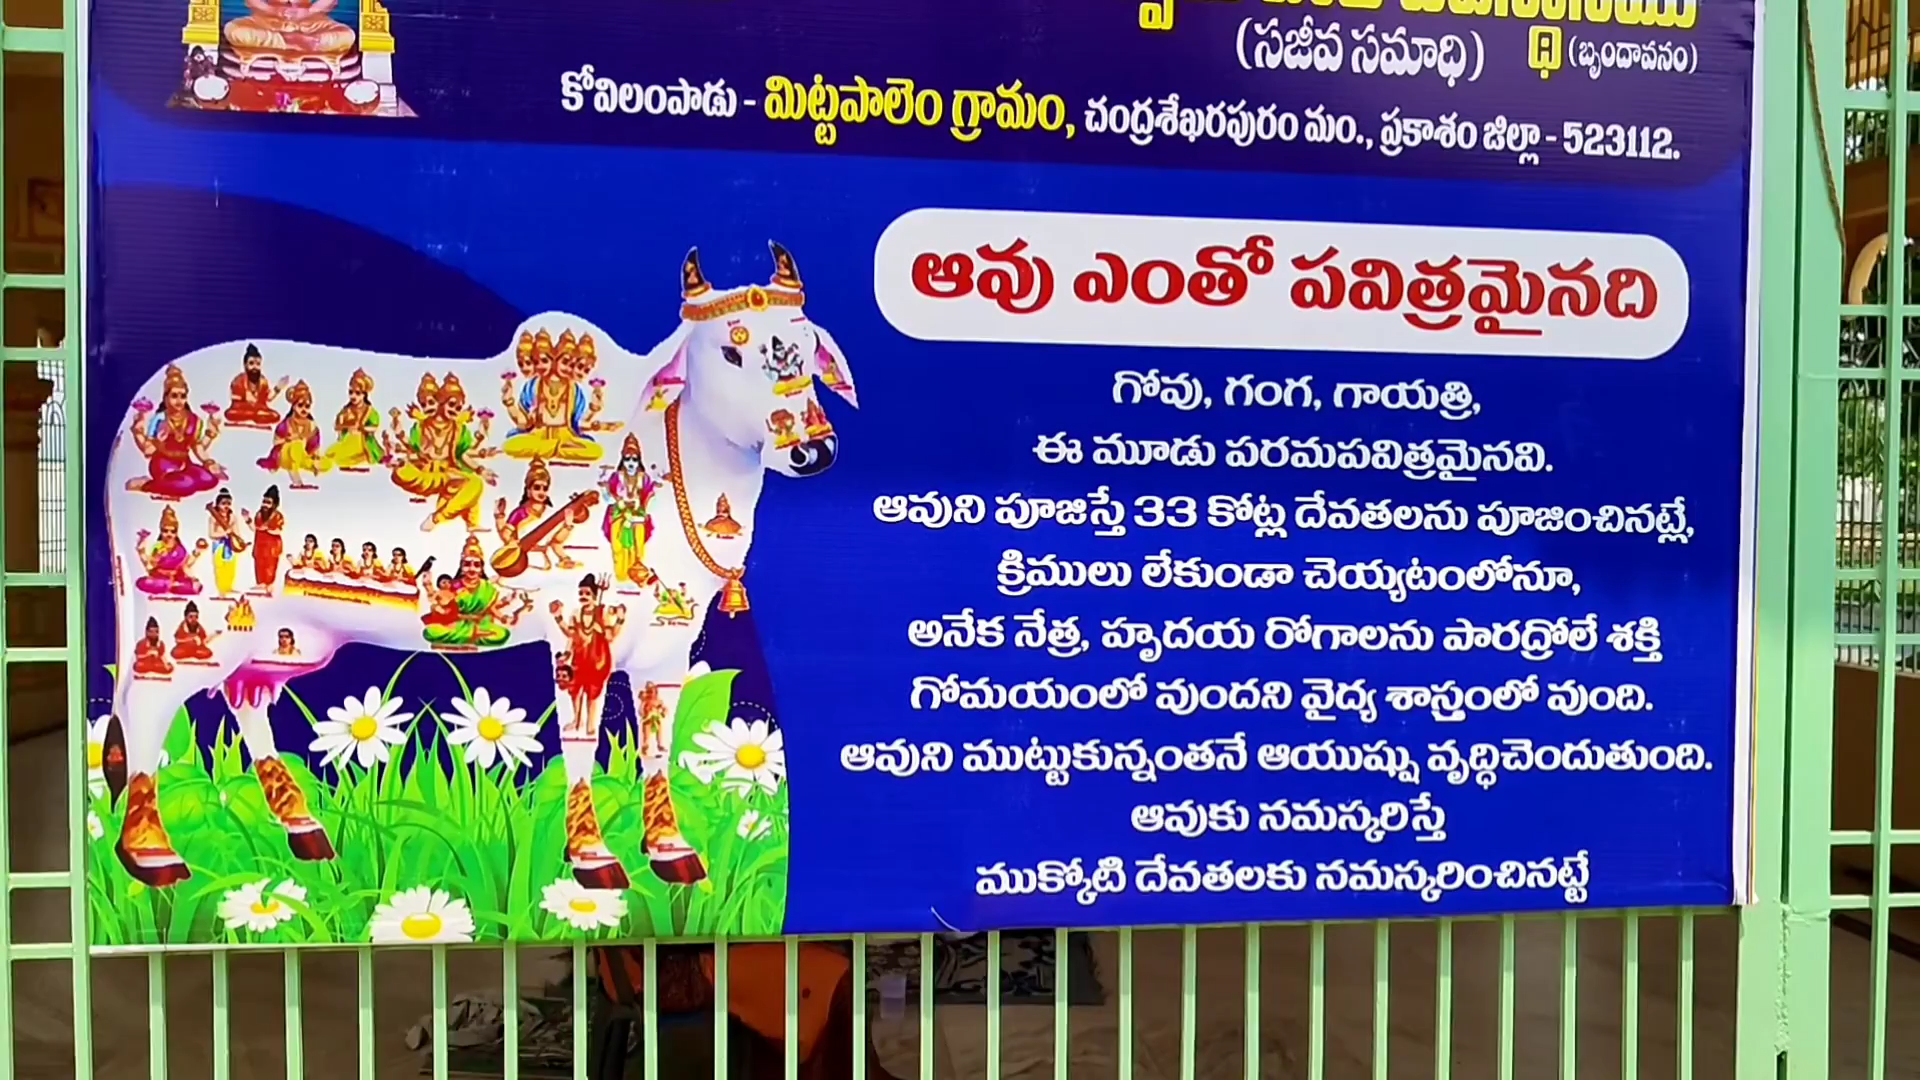 (సజీవ సమాధి) (బృందావనం)
కోవిలంపాడు - మిట్టపాలెం గ్రామం, చంద్రశేఖరపురం మం., ప్రకాశం జిల్లా - 523112.
ఆవు ఎంతో పవిత్రమైనది
గోవు, గంగ, గాయత్రి,
ఈ మూడు పరమపవిత్రమైనవి.
ఆవుని పూజిస్తే 33 కోట్ల దేవతలను పూజించినట్లే,
క్రిములు లేకుండా చెయ్యటంలోనూ,
అనేక నేత్ర, హృదయ రోగాలను పారద్రోలే శక్తి
గోమయంలో వుందని వైద్య శాస్త్రంలో వుంది.
ఆవుని ముట్టుకున్నంతనే ఆయుష్షు వృద్ధిచెందుతుంది.
ఆవుకు నమస్కరిస్తే
ముక్కోటి దేవతలకు నమస్కరించినట్టే